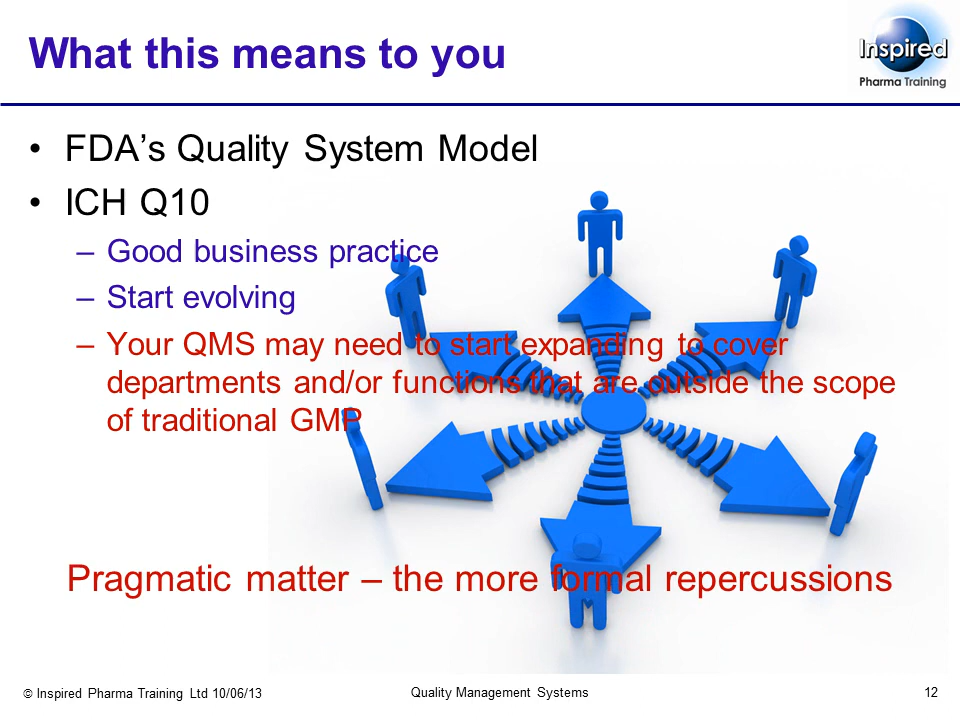 What this means to you
Inspired
Pharma Training
• FDA’s Quality System Model
• ICH Q10
– Good business practice
– Start evolving
– Your QMS may need to start expanding to cover
departments and/or functions that are outside the scope
of traditional GMP
Pragmatic matter – the more formal repercussions
© Inspired Pharma Training Ltd 10/06/13
Quality Management Systems
12